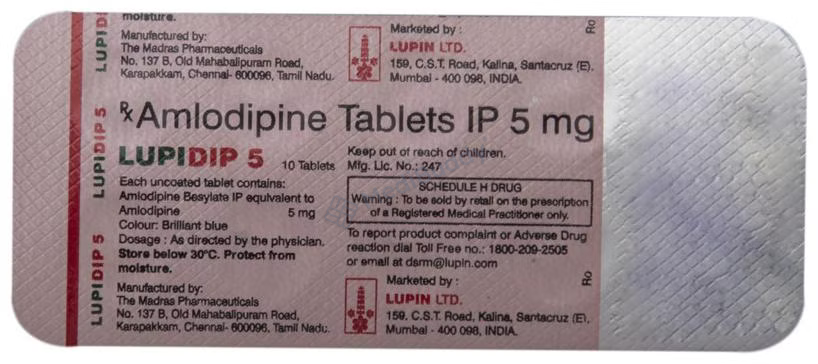 moisture.
Manufactured by:
The Madras Pharmaceuticals
No. 137 B, Old Mahabalipuram Road,
Karapakkam, Chennai- 600096, Tamil Nadu.
Marketed by :
LUPIN LTD.
159, C.S.T. Road, Kalina, Santacruz (E),
Mumbai - 400 098, INDIA.
Ro
LUPID
℞ Amlodipine Tablets IP 5 mg
LUPIDIP 5
LUPIDIP 5 10 Tablets
Keep out of reach of children.
Mfg. Lic. No.: 247
Each uncoated tablet contains:
Amlodipine Besylate IP equivalent to
Amlodipine 5 mg
Colour: Brilliant blue
Dosage : As directed by the physician.
Store below 30°C. Protect from
moisture.
SCHEDULE H DRUG
Warning : To be sold by retail on the prescription
of a Registered Medical Practitioner only.
To report product complaint or Adverse Drug
reaction dial Toll Free no.: 1800-209-2505
or email at dsrm@lupin.com
LUPIDIP 5
Manufactured by:
The Madras Pharmaceuticals
No. 137 B, Old Mahabalipuram Road,
Karapakkam, Chennai- 600096, Tamil Nadu.
Marketed by :
LUPIN LTD.
159, C.S.T. Road, Kalina, Santacruz (E),
Mumbai - 400 098, INDIA.
Ro